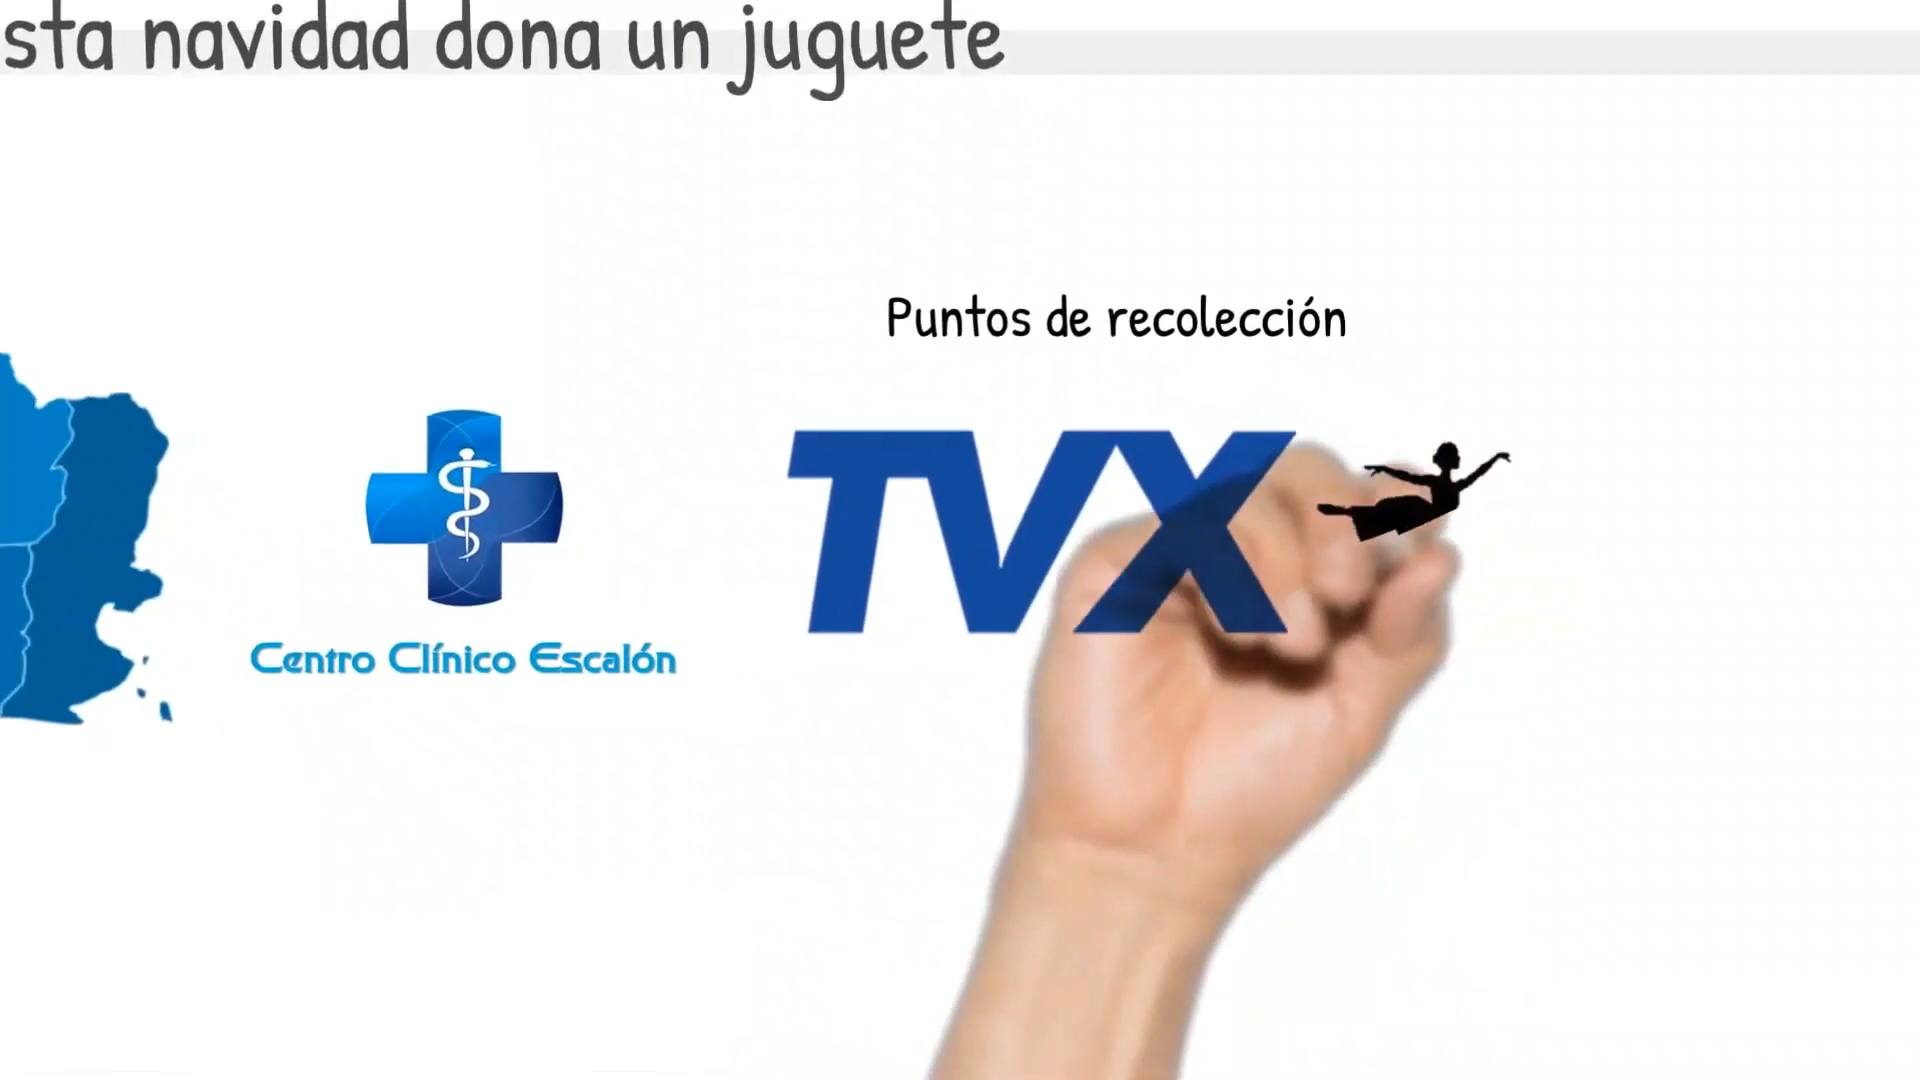 sta navidad dona un juguete
Puntos de recolección
TVX
Centro Clínico Escalón